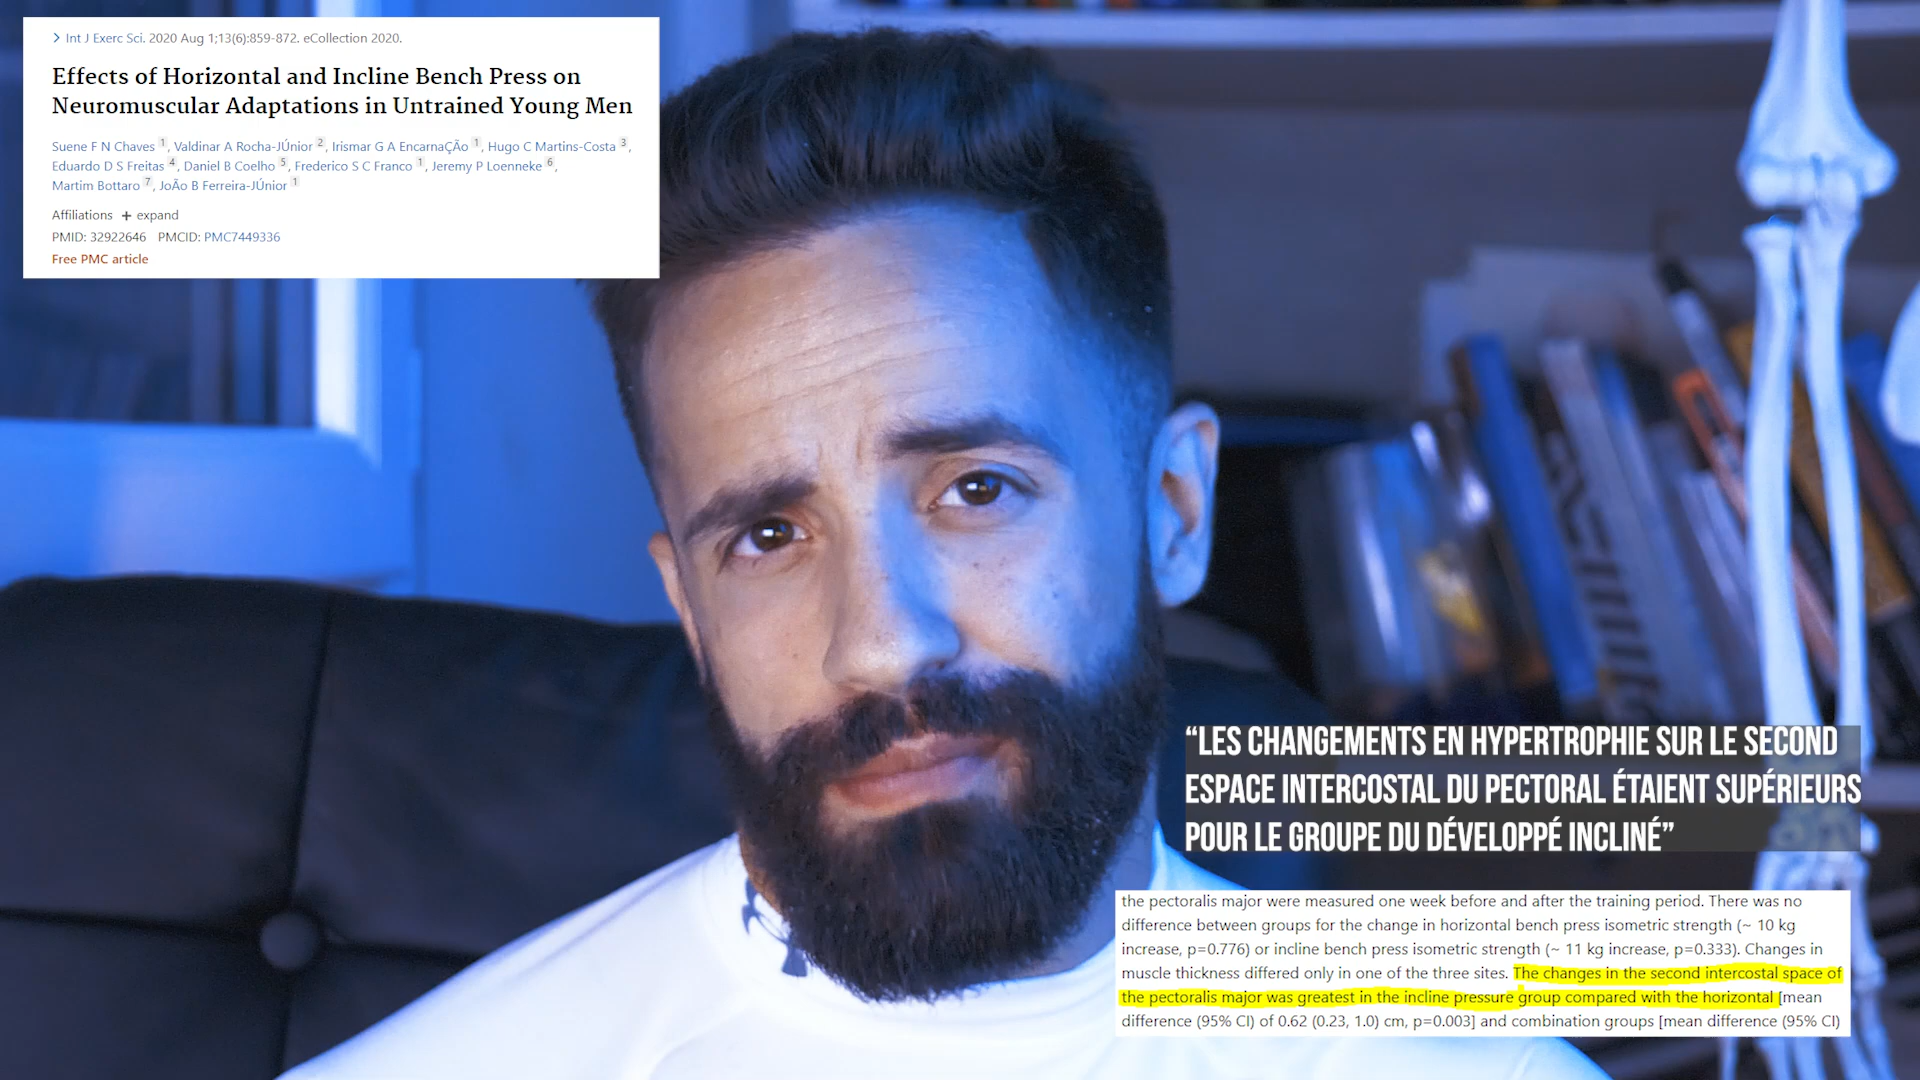 > Int J Exerc Sci. 2020 Aug 1;13(6):859-872. eCollection 2020.
Effects of Horizontal and Incline Bench Press on
Neuromuscular Adaptations in Untrained Young Men
Suene F N Chaves 1, Valdinar A Rocha-JÚnior 2, Irismar G A EncarnaÇÃo 1, Hugo C Martins-Costa 3,
Eduardo D S Freitas 4, Daniel B Coelho 5, Frederico S C Franco 1, Jeremy P Loenneke 6,
Martim Bottaro 7, JoÃo B Ferreira-JÚnior 1
Affiliations + expand
PMID: 32922646 PMCID: PMC7449336
Free PMC article
“LES CHANGEMENTS EN HYPERTROPHIE SUR LE SECOND
ESPACE INTERCOSTAL DU PECTORAL ÉTAIENT SUPÉRIEURS
POUR LE GROUPE DU DÉVELOPPÉ INCLINÉ”
the pectoralis major were measured one week before and after the training period. There was no
difference between groups for the change in horizontal bench press isometric strength (~ 10 kg
increase, p=0.776) or incline bench press isometric strength (~ 11 kg increase, p=0.333). Changes in
muscle thickness differed only in one of the three sites. The changes in the second intercostal space of
the pectoralis major was greatest in the incline pressure group compared with the horizontal [mean
difference (95% CI) of 0.62 (0.23, 1.0) cm, p=0.003] and combination groups [mean difference (95% CI)